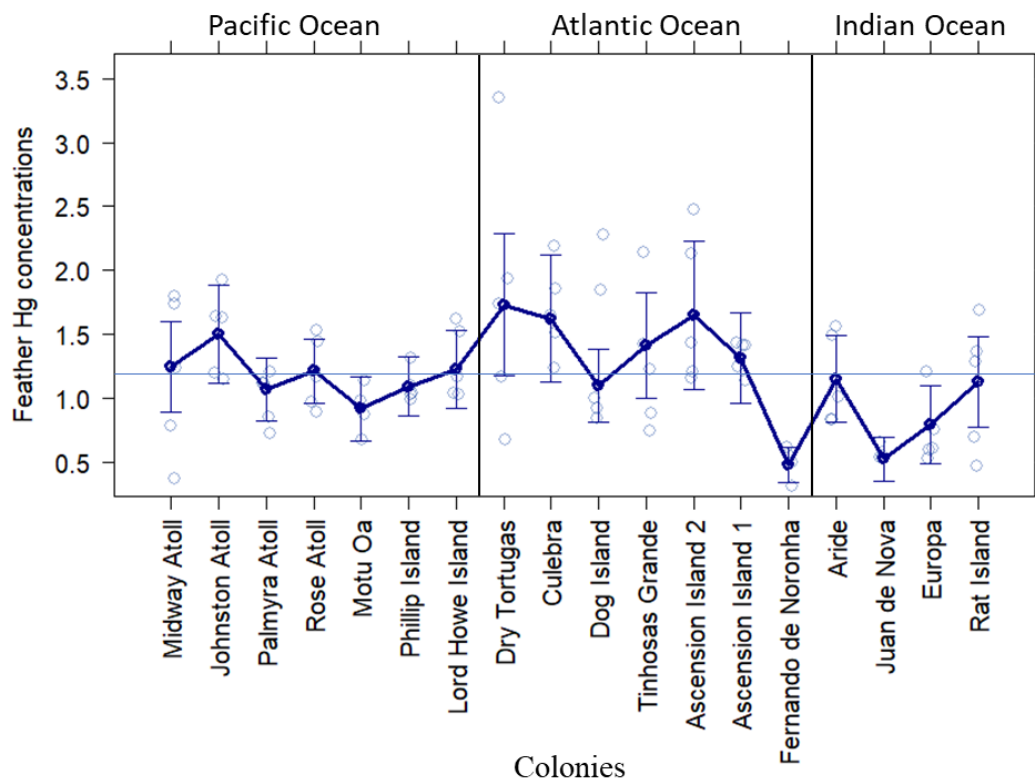 Pacific Ocean
Atlantic Ocean
Indian Ocean
Feather Hg concentrations
3.5
3.0
2.5
2.0
1.5
1.0
0.5
Midway Atoll
Johnston Atoll
Palmyra Atoll
Rose Atoll
Motu Oa
Phillip Island
Lord Howe Island
Dry Tortugas
Culebra
Dog Island
Tinhosas Grande
Ascension Island 2
Ascension Island 1
Fernando de Noronha
Aride
Juan de Nova
Europa
Rat Island
Colonies